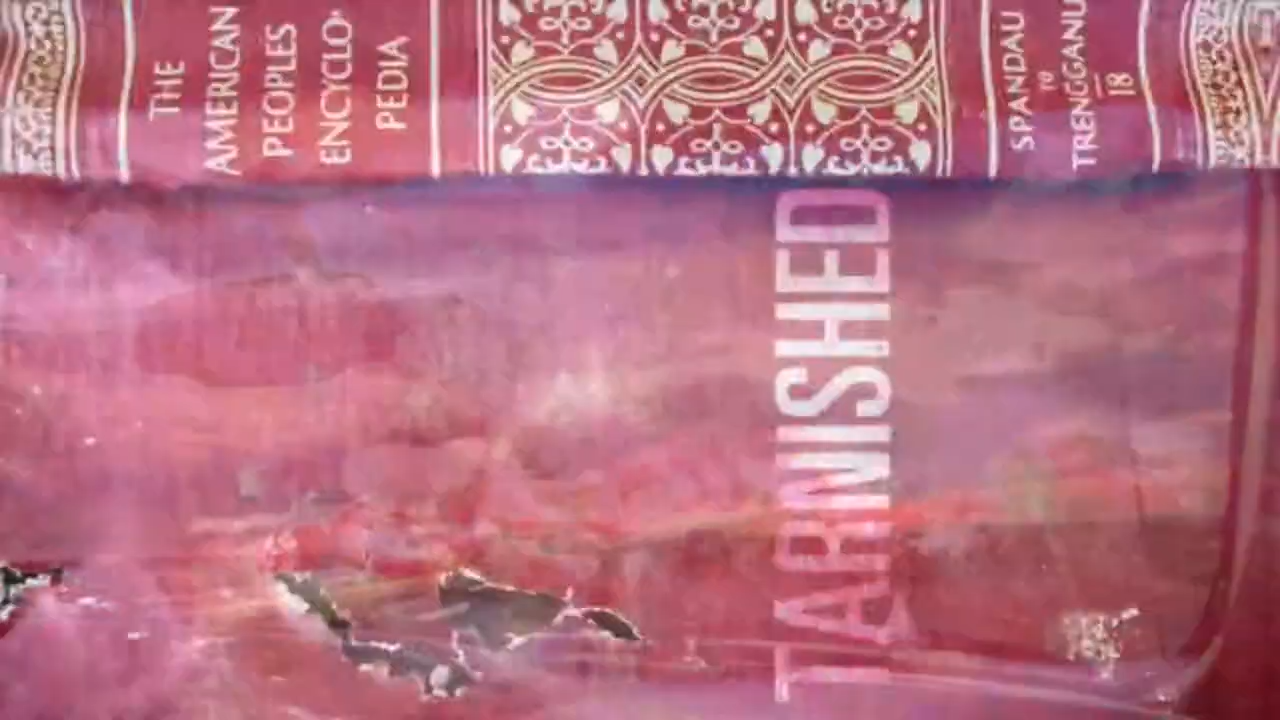 THE
AMERICAN
PEOPLES
ENCYCLO-
PEDIA
SPANDAU
TO
TRENGGANU
18
TARNISHED